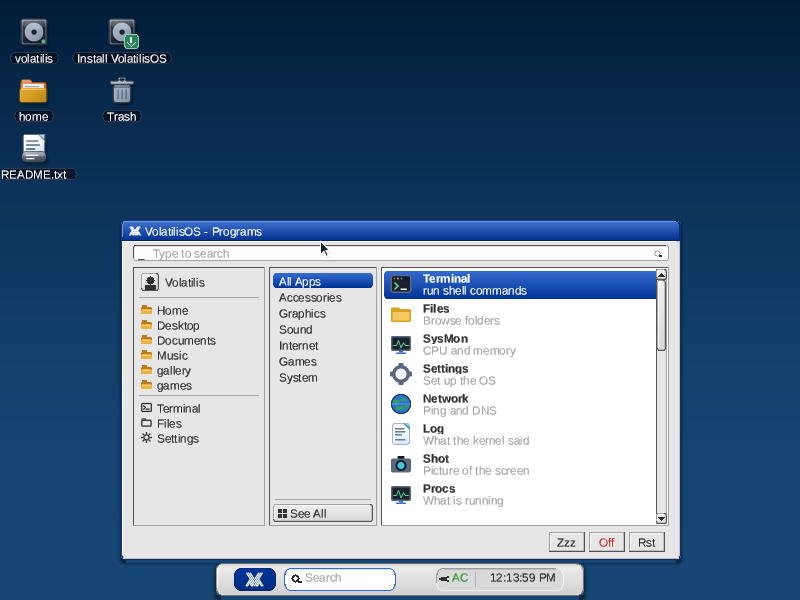 volatilis
Install VolatilisOS
home
Trash
README.txt
VolatilisOS - Programs
Type to search
Volatilis
Home
Desktop
Documents
Music
gallery
games
Terminal
Files
Settings
All Apps
Accessories
Graphics
Sound
Internet
Games
System
See All
Terminal
run shell commands
Files
Browse folders
SysMon
CPU and memory
Settings
Set up the OS
Network
Ping and DNS
Log
What the kernel said
Shot
Picture of the screen
Procs
What is running
Zzz
Off
Rst
Search
AC
12:13:59 PM